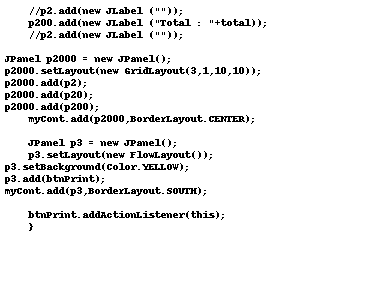 //p2.add(new JLabel (""));
p200.add(new JLabel ("Total : "+total));
//p2.add(new JLabel (""));
JPanel p2000 = new JPanel();
p2000.setLayout(new GridLayout(3,1,10,10));
p2000.add(p2);
p2000.add(p20);
p2000.add(p200);
myCont.add(p2000,BorderLayout.CENTER);
JPanel p3 = new JPanel();
p3.setLayout(new FlowLayout());
p3.setBackground(Color.YELLOW);
p3.add(btnPrint);
myCont.add(p3,BorderLayout.SOUTH);
btnPrint.addActionListener(this);
}